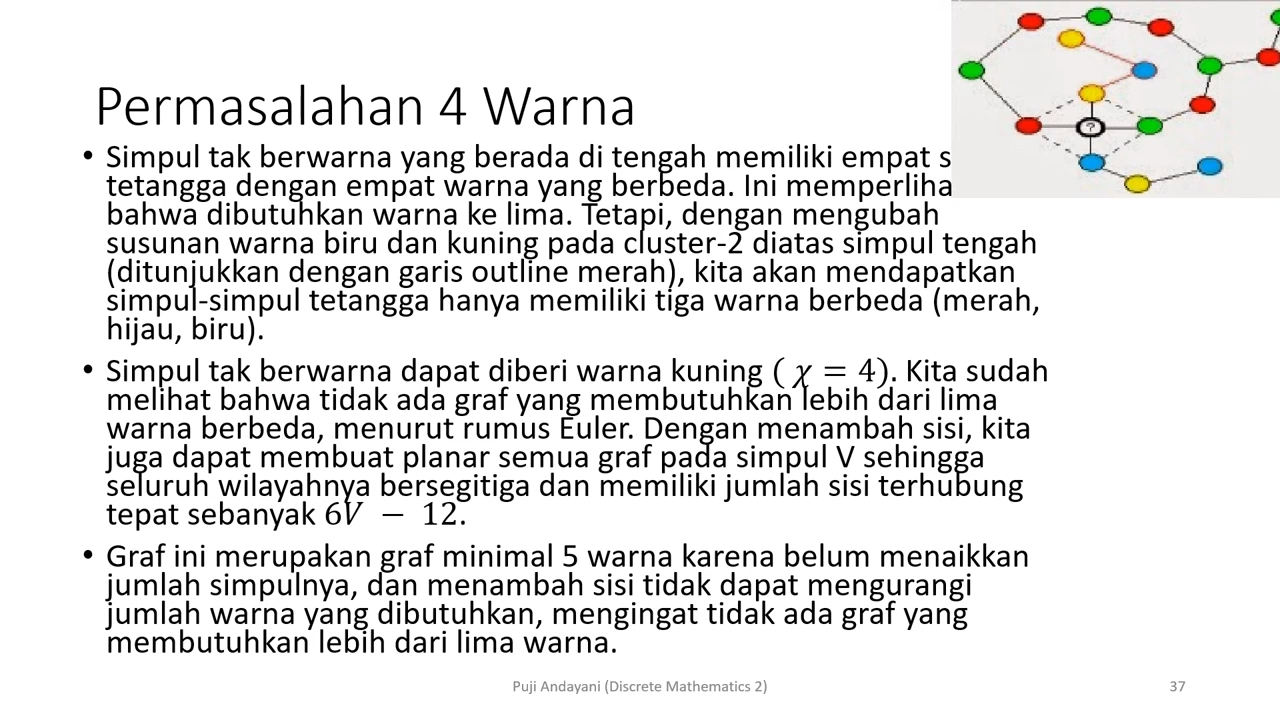 Permasalahan 4 Warna
• Simpul tak berwarna yang berada di tengah memiliki empat
tetangga dengan empat warna yang berbeda. Ini
bahwa dibutuhkan warna ke lima. Tetapi, dengan mengubah
susunan warna biru dan kuning pada cluster-2 diatas simpul tengah
(ditunjukkan dengan garis outline merah), kita akan mendapatkan
simpul-simpul tetangga hanya memiliki tiga warna berbeda (merah,
hijau, biru).
• Simpul tak berwarna dapat diberi warna kuning ( χ = 4). Kita sudah
melihat bahwa tidak ada graf yang membutuhkan lebih dari lima
warna berbeda, menurut rumus Euler. Dengan menambah sisi, kita
juga dapat membuat planar semua graf pada simpul V sehingga
seluruh wilayahnya bersegitiga dan memiliki jumlah sisi terhubung
tepat sebanyak 6V − 12.
• Graf ini merupakan graf minimal 5 warna karena belum menaikkan
jumlah simpulnya, dan menambah sisi tidak dapat mengurangi
jumlah warna yang dibutuhkan, mengingat tidak ada graf yang
membutuhkan lebih dari lima warna.
?
Puji Andayani (Discrete Mathematics 2)
37